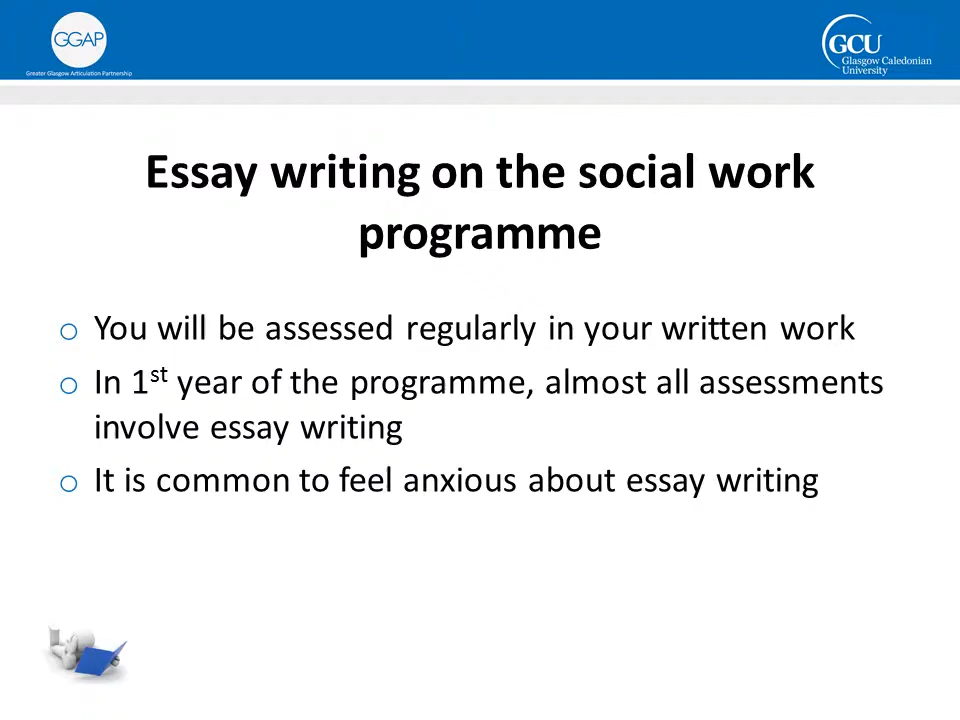 GGAP
Greater Glasgow Articulation Partnership
GCU
Glasgow Caledonian
University
Essay writing on the social work
programme
o You will be assessed regularly in your written work
o In 1st year of the programme, almost all assessments
involve essay writing
o It is common to feel anxious about essay writing